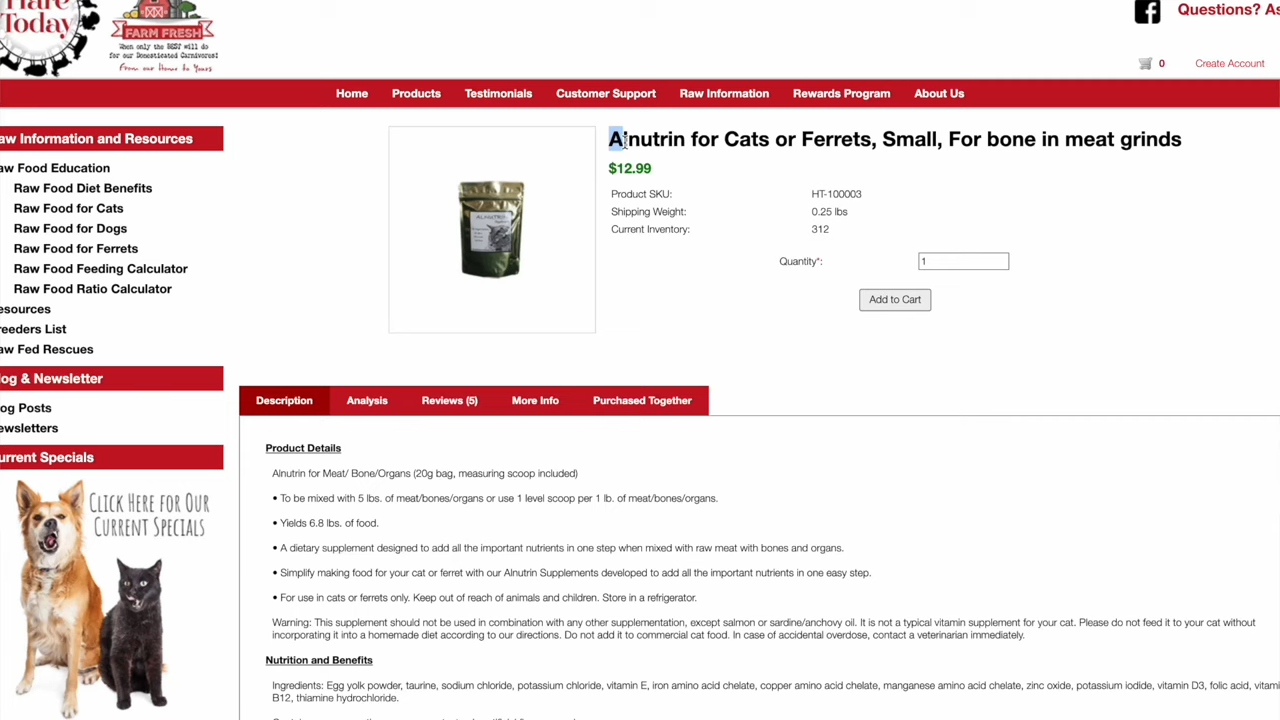 Hare
Today
FARM FRESH
When only the BEST will do
for our Domesticated Carnivores!
From our Home to Yours
Questions? As
0
Create Account
Home
Products
Testimonials
Customer Support
Raw Information
Rewards Program
About Us
aw Information and Resources
aw Food Education
Raw Food Diet Benefits
Raw Food for Cats
Raw Food for Dogs
Raw Food for Ferrets
Raw Food Feeding Calculator
Raw Food Ratio Calculator
esources
reeders List
aw Fed Rescues
log & Newsletter
og Posts
ewsletters
urrent Specials
CLICK HERE FOR OUR
CURRENT SPECIALS
Alnutrin for Cats or Ferrets, Small, For bone in meat grinds
$12.99
Product SKU: HT-100003
Shipping Weight: 0.25 lbs
Current Inventory: 312
Quantity*: 1
Add to Cart
ALNUTRIN
Description
Analysis
Reviews (5)
More Info
Purchased Together
Product Details
Alnutrin for Meat/ Bone/Organs (20g bag, measuring scoop included)
• To be mixed with 5 lbs. of meat/bones/organs or use 1 level scoop per 1 lb. of meat/bones/organs.
• Yields 6.8 lbs. of food.
• A dietary supplement designed to add all the important nutrients in one step when mixed with raw meat with bones and organs.
• Simplify making food for your cat or ferret with our Alnutrin Supplements developed to add all the important nutrients in one easy step.
• For use in cats or ferrets only. Keep out of reach of animals and children. Store in a refrigerator.
Warning: This supplement should not be used in combination with any other supplementation, except salmon or sardine/anchovy oil. It is not a typical vitamin supplement for your cat. Please do not feed it to your cat without
incorporating it into a homemade diet according to our directions. Do not add it to commercial cat food. In case of accidental overdose, contact a veterinarian immediately.
Nutrition and Benefits
Ingredients: Egg yolk powder, taurine, sodium chloride, potassium chloride, vitamin E, iron amino acid chelate, copper amino acid chelate, manganese amino acid chelate, zinc oxide, potassium iodide, vitamin D3, folic acid, vitam
B12, thiamine hydrochloride.